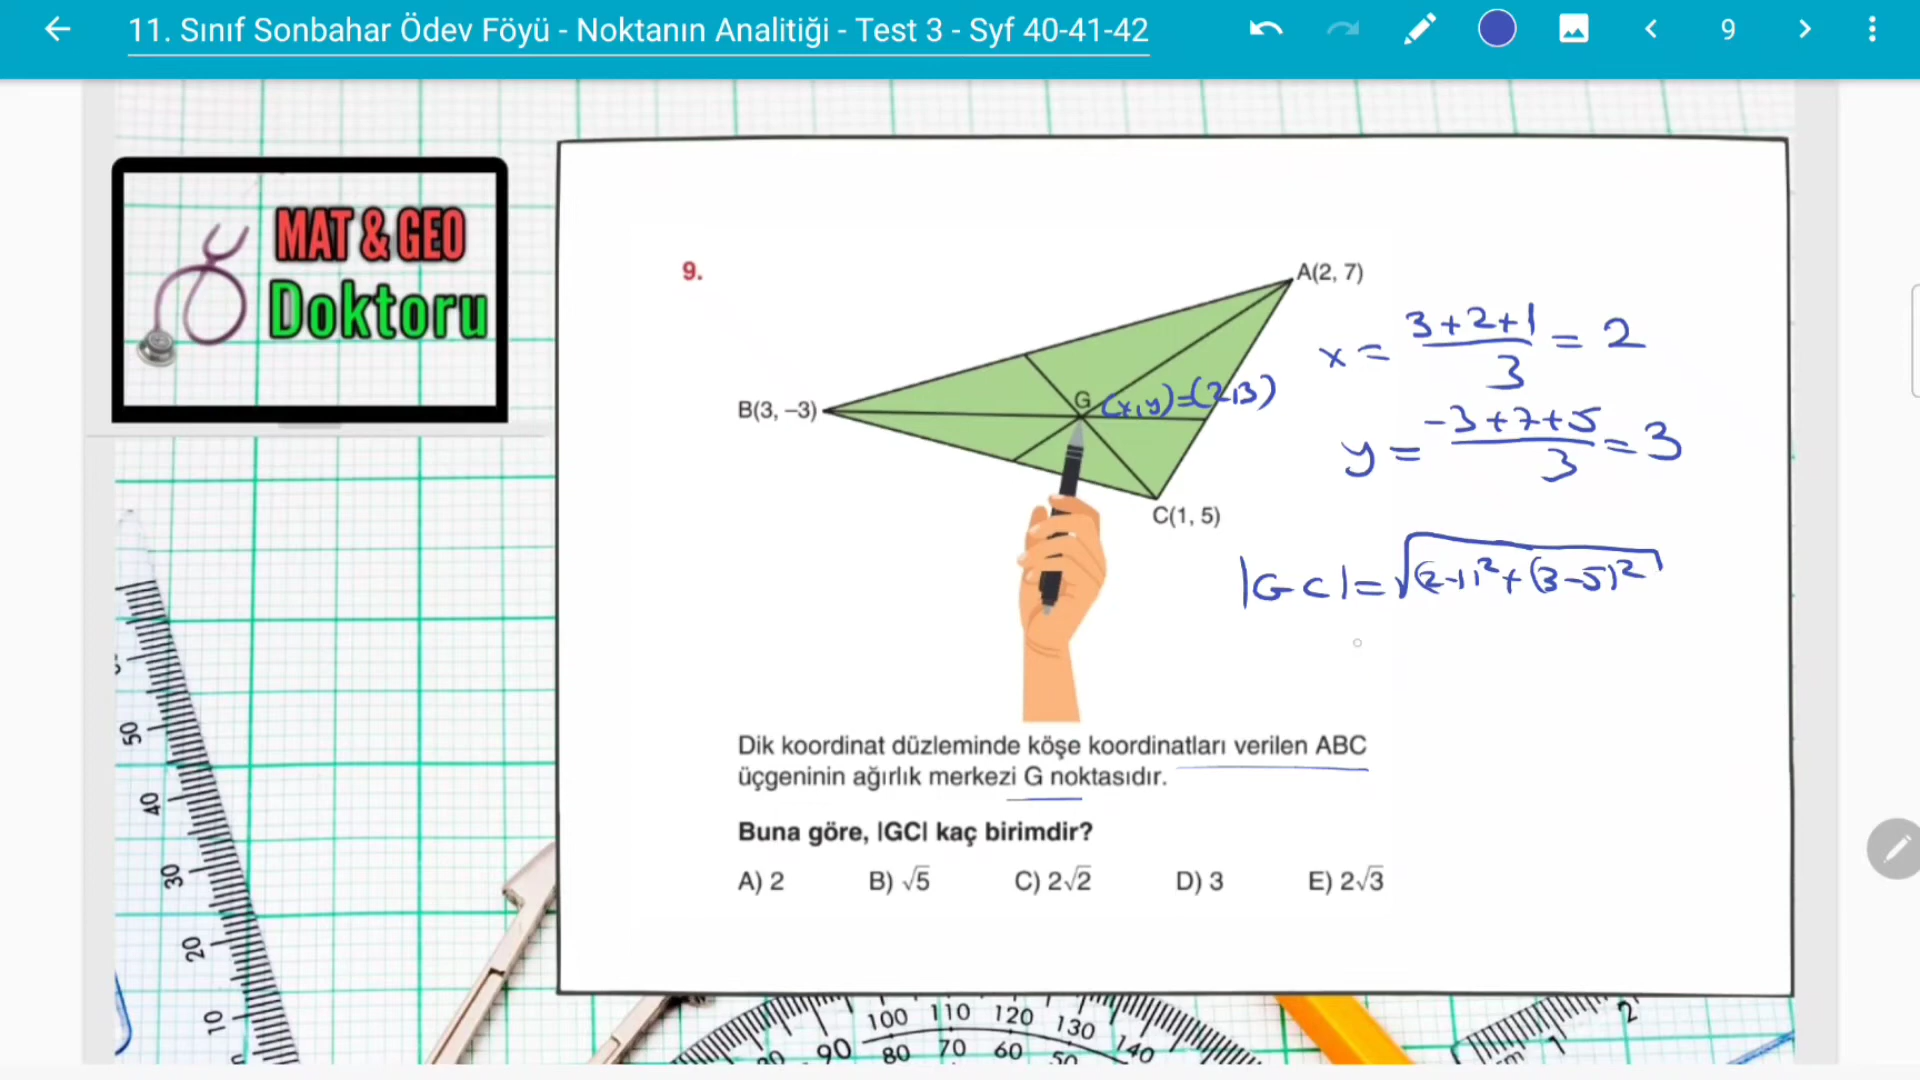 11. Sınıf Sonbahar Ödev Föyü - Noktanın Analitiği - Test 3 - Syf 40-41-42
9
MAT & GEO
Doktoru
9.
A(2, 7)
B(3, –3)
G
(x,y)=(2,3)
C(1, 5)
x = 3+2+1 / 3 = 2
y = -3+7+5 / 3 = 3
|GC| = √(2-1)²+(3-5)²
Dik koordinat düzleminde köşe koordinatları verilen ABC
üçgeninin ağırlık merkezi G noktasıdır.
Buna göre, |GC| kaç birimdir?
A) 2 B) √5 C) 2√2 D) 3 E) 2√3
50
40
30
20
10
90 100 110 120 130 140
80 70 60
1 2